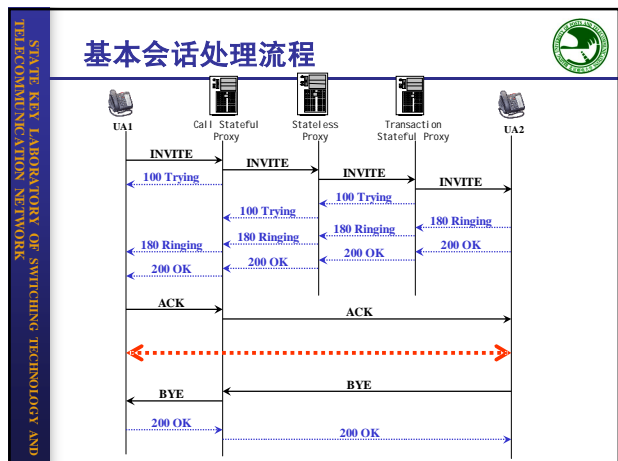 基本会话处理流程
STATE KEY LABORATORY OF SWITCHING TECHNOLOGY AND
TELECOMMUNICATION NETWORK
UA1
Call Stateful
Proxy
Stateless
Proxy
Transaction
Stateful Proxy
UA2
INVITE
INVITE
INVITE
INVITE
100 Trying
100 Trying
100 Trying
180 Ringing
180 Ringing
180 Ringing
180 Ringing
200 OK
200 OK
200 OK
200 OK
ACK
ACK
BYE
BYE
200 OK
200 OK